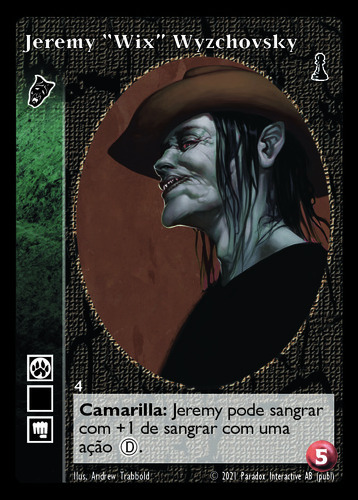 Jeremy "Wix" Wyzchovsky
4
Camarilla: Jeremy pode sangrar
com +1 de sangrar com uma
ação Ⓓ.
5
Ilus. Andrew Trabbold
© 2021 Paradox Interactive AB (publ)